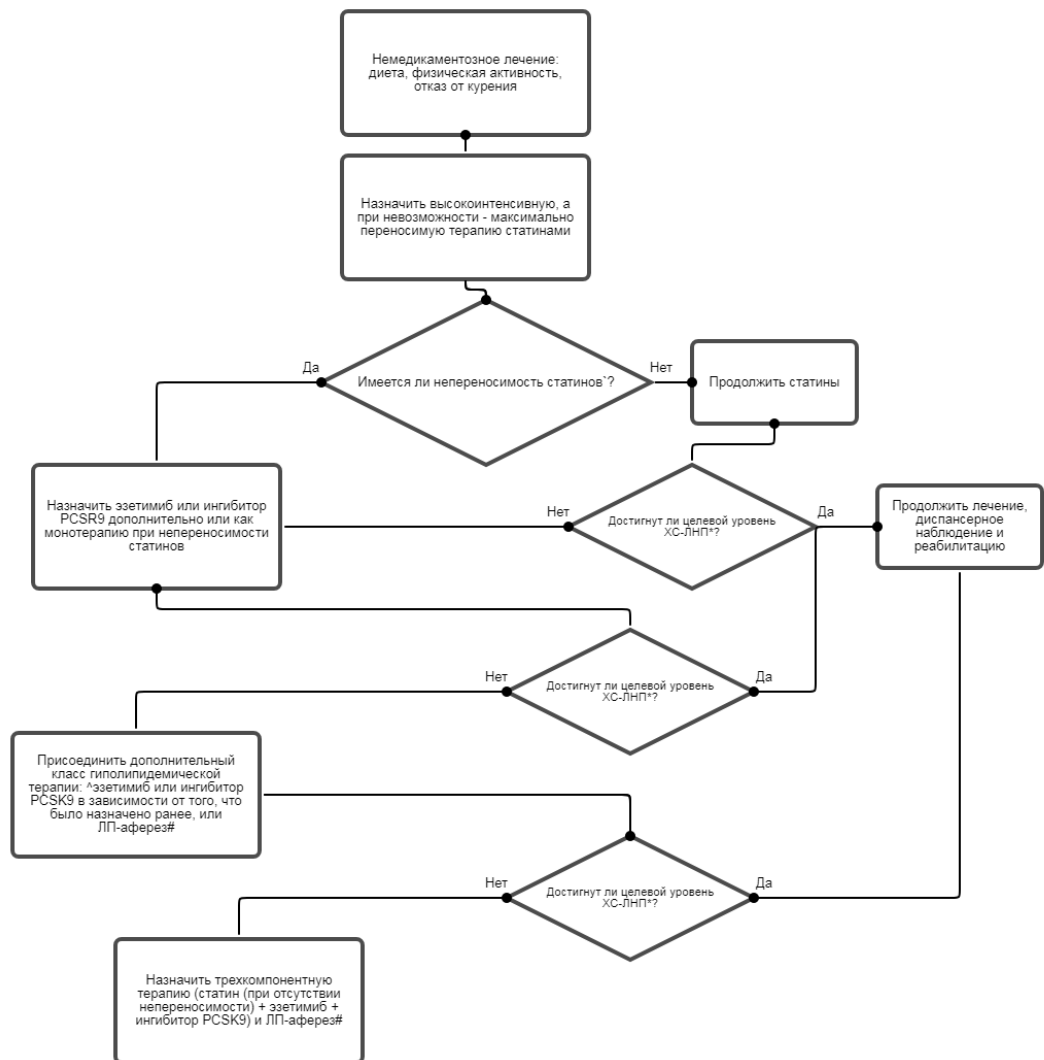 Немедикаментозное лечение:
диета, физическая активность,
отказ от курения
Назначить высокоинтенсивную, а
при невозможности - максимально
переносимую терапию статинами
Да
Имеется ли непереносимость статинов`?
Нет
Продолжить статины
Назначить эзетимиб или ингибитор
PCSR9 дополнительно или как
монотерапию при непереносимости
статинов
Нет
Достигнут ли целевой уровень
ХС-ЛНП*?
Да
Продолжить лечение,
диспансерное
наблюдение и
реабилитацию
Нет
Достигнут ли целевой уровень
ХС-ЛНП*?
Да
Присоединить дополнительный
класс гиполипидемической
терапии: ^эзетимиб или ингибитор
PCSK9 в зависимости от того, что
было назначено ранее, или
ЛП-аферез#
Нет
Достигнут ли целевой уровень
ХС-ЛНП*?
Да
Назначить трехкомпонентную
терапию (статин (при отсутствии
непереносимости) + эзетимиб +
ингибитор PCSK9) и ЛП-аферез#